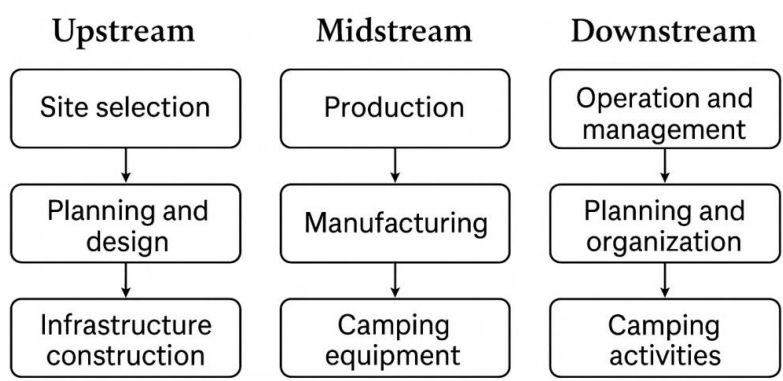 Upstream
Site selection
Planning and
design
Infrastructure
construction
Midstream
Production
Manufacturing
Camping
equipment
Downstream
Operation and
management
Planning and
organization
Camping
activities